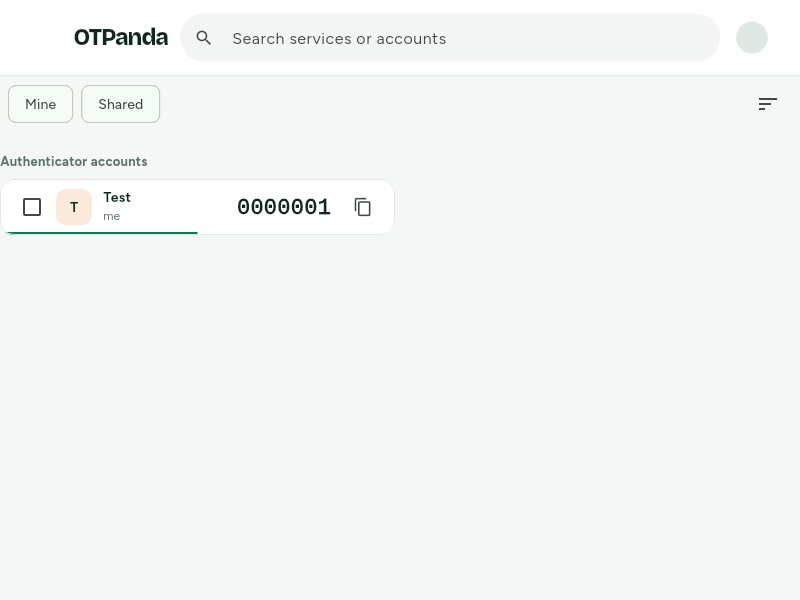 OTPanda
Search services or accounts
Mine
Shared
Authenticator accounts
T
Test
me
0000001